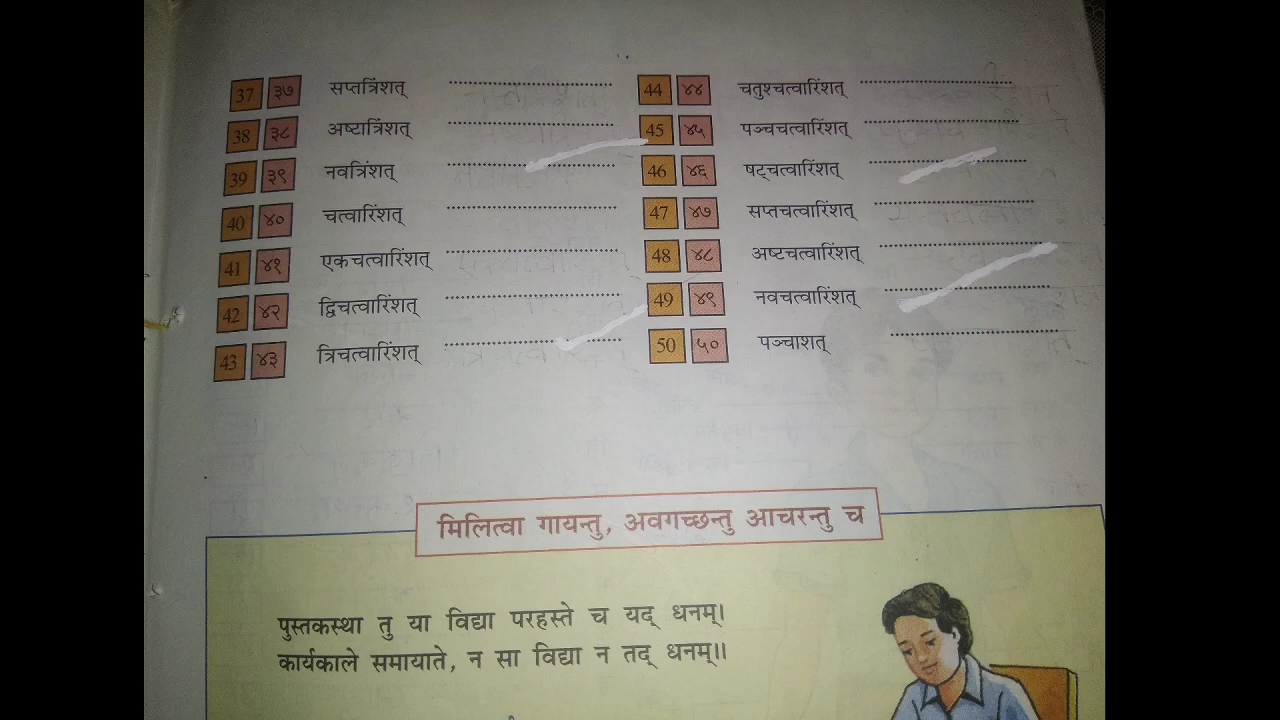 37 ३७ सप्तत्रिंशत् ........................
38 ३८ अष्टात्रिंशत् ........................
39 ३९ नवत्रिंशत् ........................
40 ४० चत्वारिंशत् ........................
41 ४१ एकचत्वारिंशत् ........................
42 ४२ द्विचत्वारिंशत् ........................
43 ४३ त्रिचत्वारिंशत् ........................
44 ४४ चतुश्चत्वारिंशत् ........................
45 ४५ पञ्चचत्वारिंशत् ........................
46 ४६ षट्चत्वारिंशत् ........................
47 ४७ सप्तचत्वारिंशत् ........................
48 ४८ अष्टचत्वारिंशत् ........................
49 ४९ नवचत्वारिंशत् ........................
50 ५० पञ्चाशत् ........................
मिलित्वा गायन्तु, अवगच्छन्तु आचरन्तु च
पुस्तकस्था तु या विद्या परहस्ते च यद् धनम्।
कार्यकाले समायाते, न सा विद्या न तद् धनम्॥